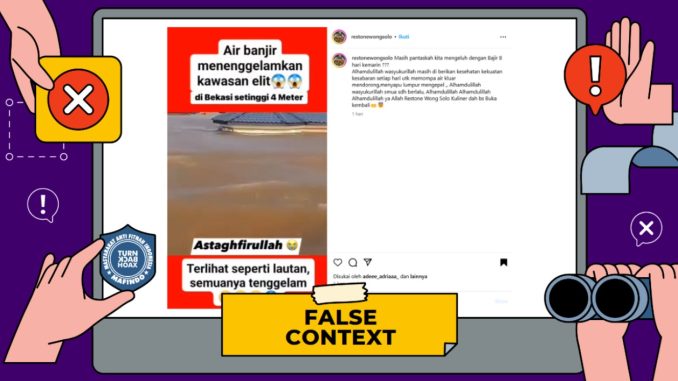 Air banjir
menenggelamkan
kawasan elit😱😱
di Bekasi setinggi 4 Meter
Astaghfirullah 😭
Terlihat seperti lautan,
semuanya tenggelam
restonewongsolo • Ikuti
restonewongsolo Masih pantaskah kita mengeluh dengan Bajir 8
hari kemarin ???
Alhamdulillah wasyukurillah masih di berikan kesehatan kekuatan
kesabaran setiap hari utk memompa air kluar
mendorong,menyapu lumpur mengepel ,, Alhamdulillah
wasyukurillah smua sdh berlalu, Alhamdulillah Alhamdulillah
Alhamdulillah ya Allah Restone Wong Solo Kuliner dah bs Buka
kembali
1 hari
Disukai oleh adeee_adriaaa_ dan lainnya
MASYARAKAT ANTI FITNAH INDONESIA
TURN
BACK
HOAX
MAFINDO
FALSE
CONTEXT